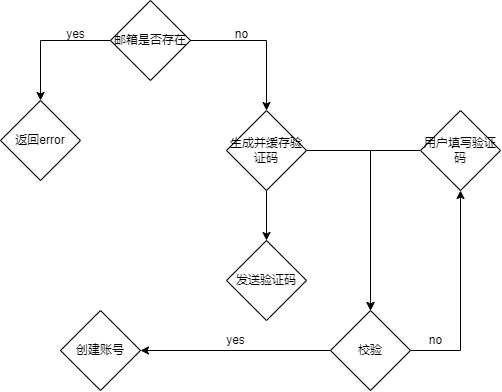 yes
邮箱是否存在
no
返回error
生成并缓存验
证码
用户填写验证
码
发送验证码
创建账号
yes
校验
no